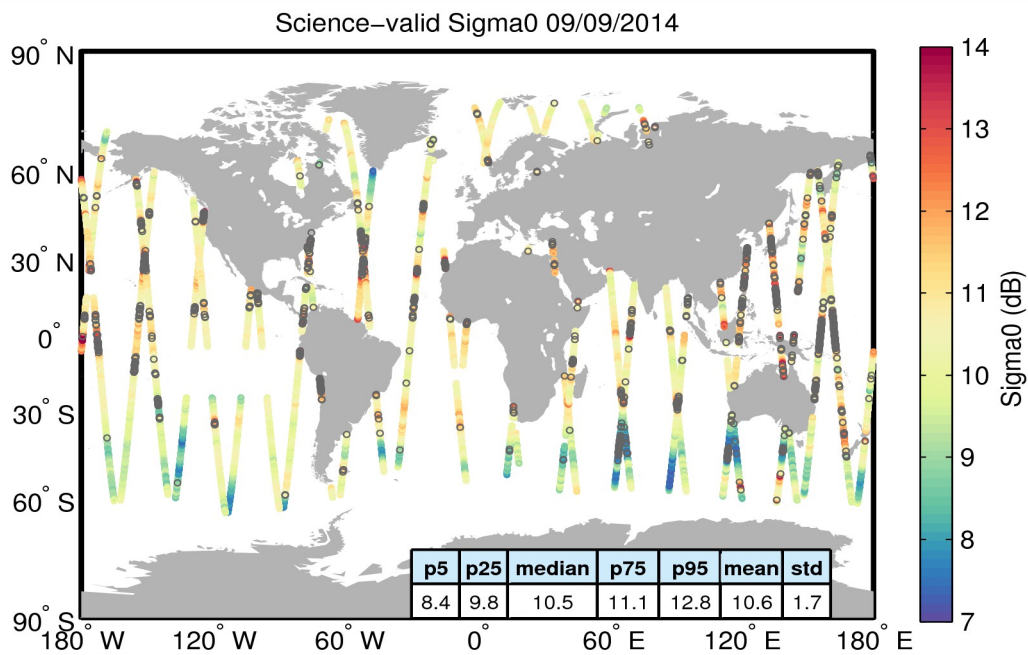 Science−valid Sigma0 09/09/2014
90° N
60° N
30° N
0°
30° S
60° S
90° S
180° W
120° W
60° W
0°
60° E
120° E
180° E
p5 p25 median p75 p95 mean std
8.4 9.8 10.5 11.1 12.8 10.6 1.7
14
13
12
11
10
9
8
7
Sigma0 (dB)